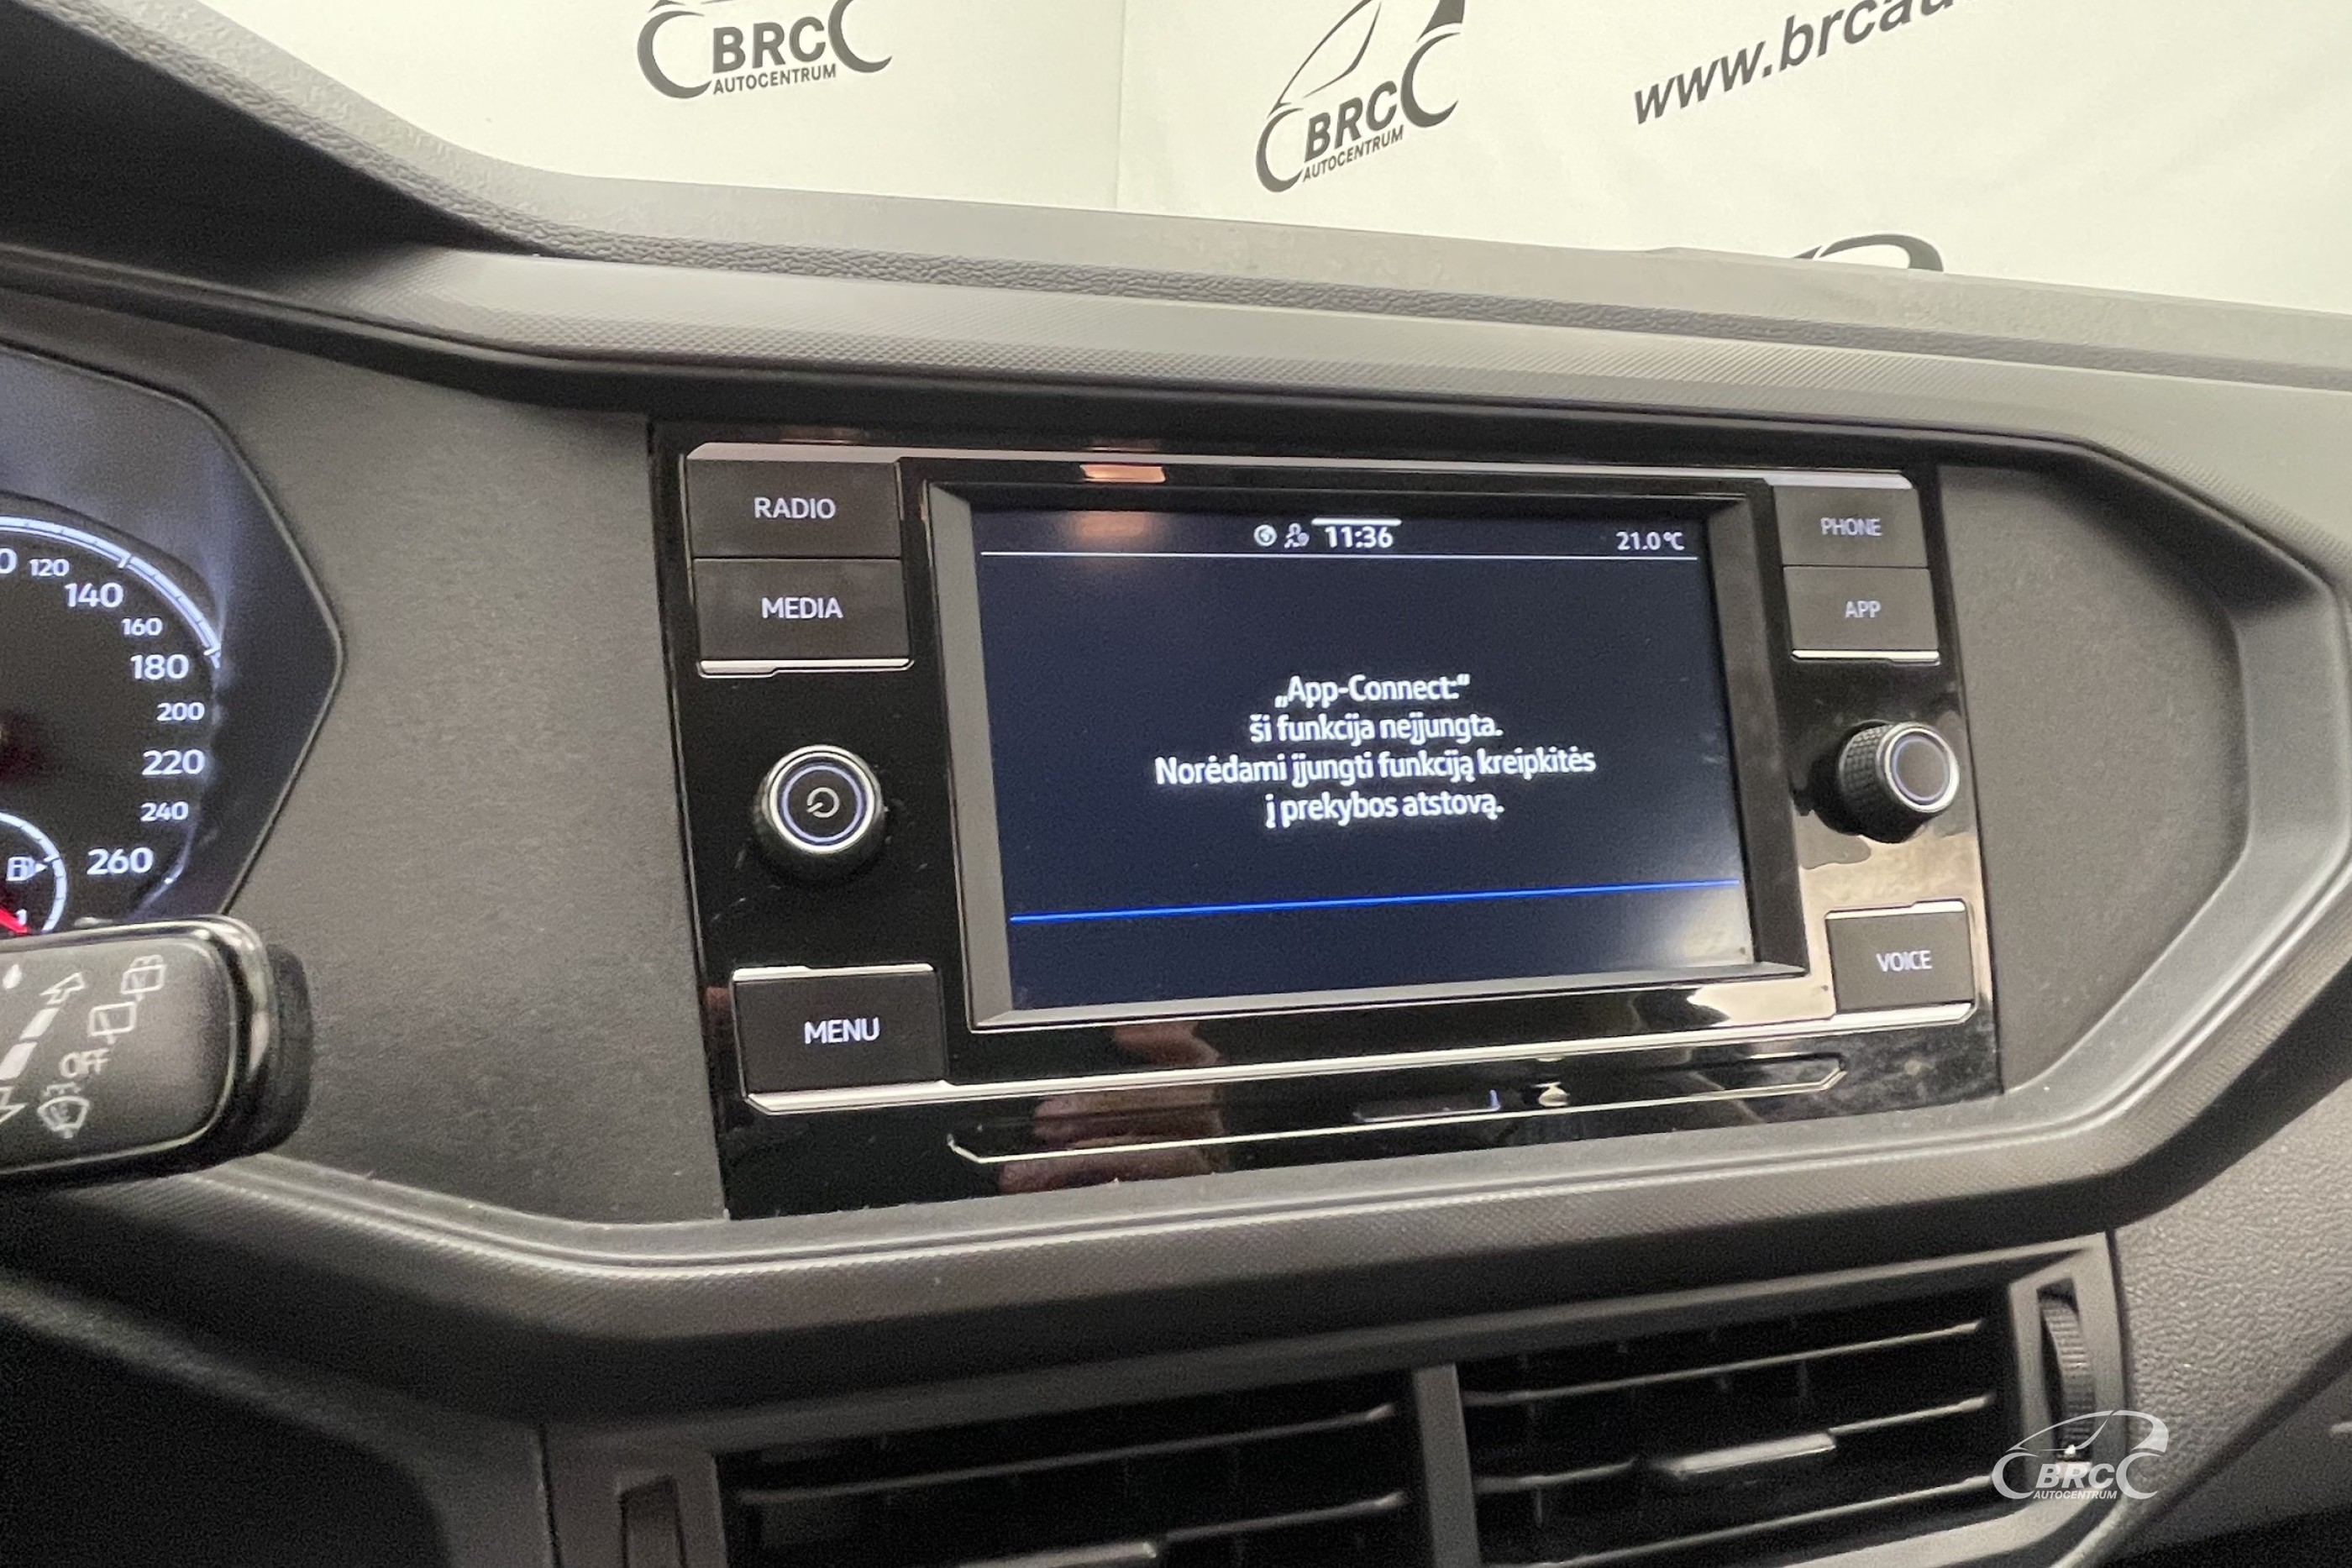 BRC
AUTOCENTRUM
BRC
AUTOCENTRUM
www.brcau
120
140
160
180
200
220
240
260
OFF
RADIO
MEDIA
MENU
11:36
21.0°C
„App-Connect:“
ši funkcija neįjungta.
Norėdami įjungti funkciją kreipkitės
į prekybos atstovą.
PHONE
APP
VOICE
BRC
AUTOCENTRUM